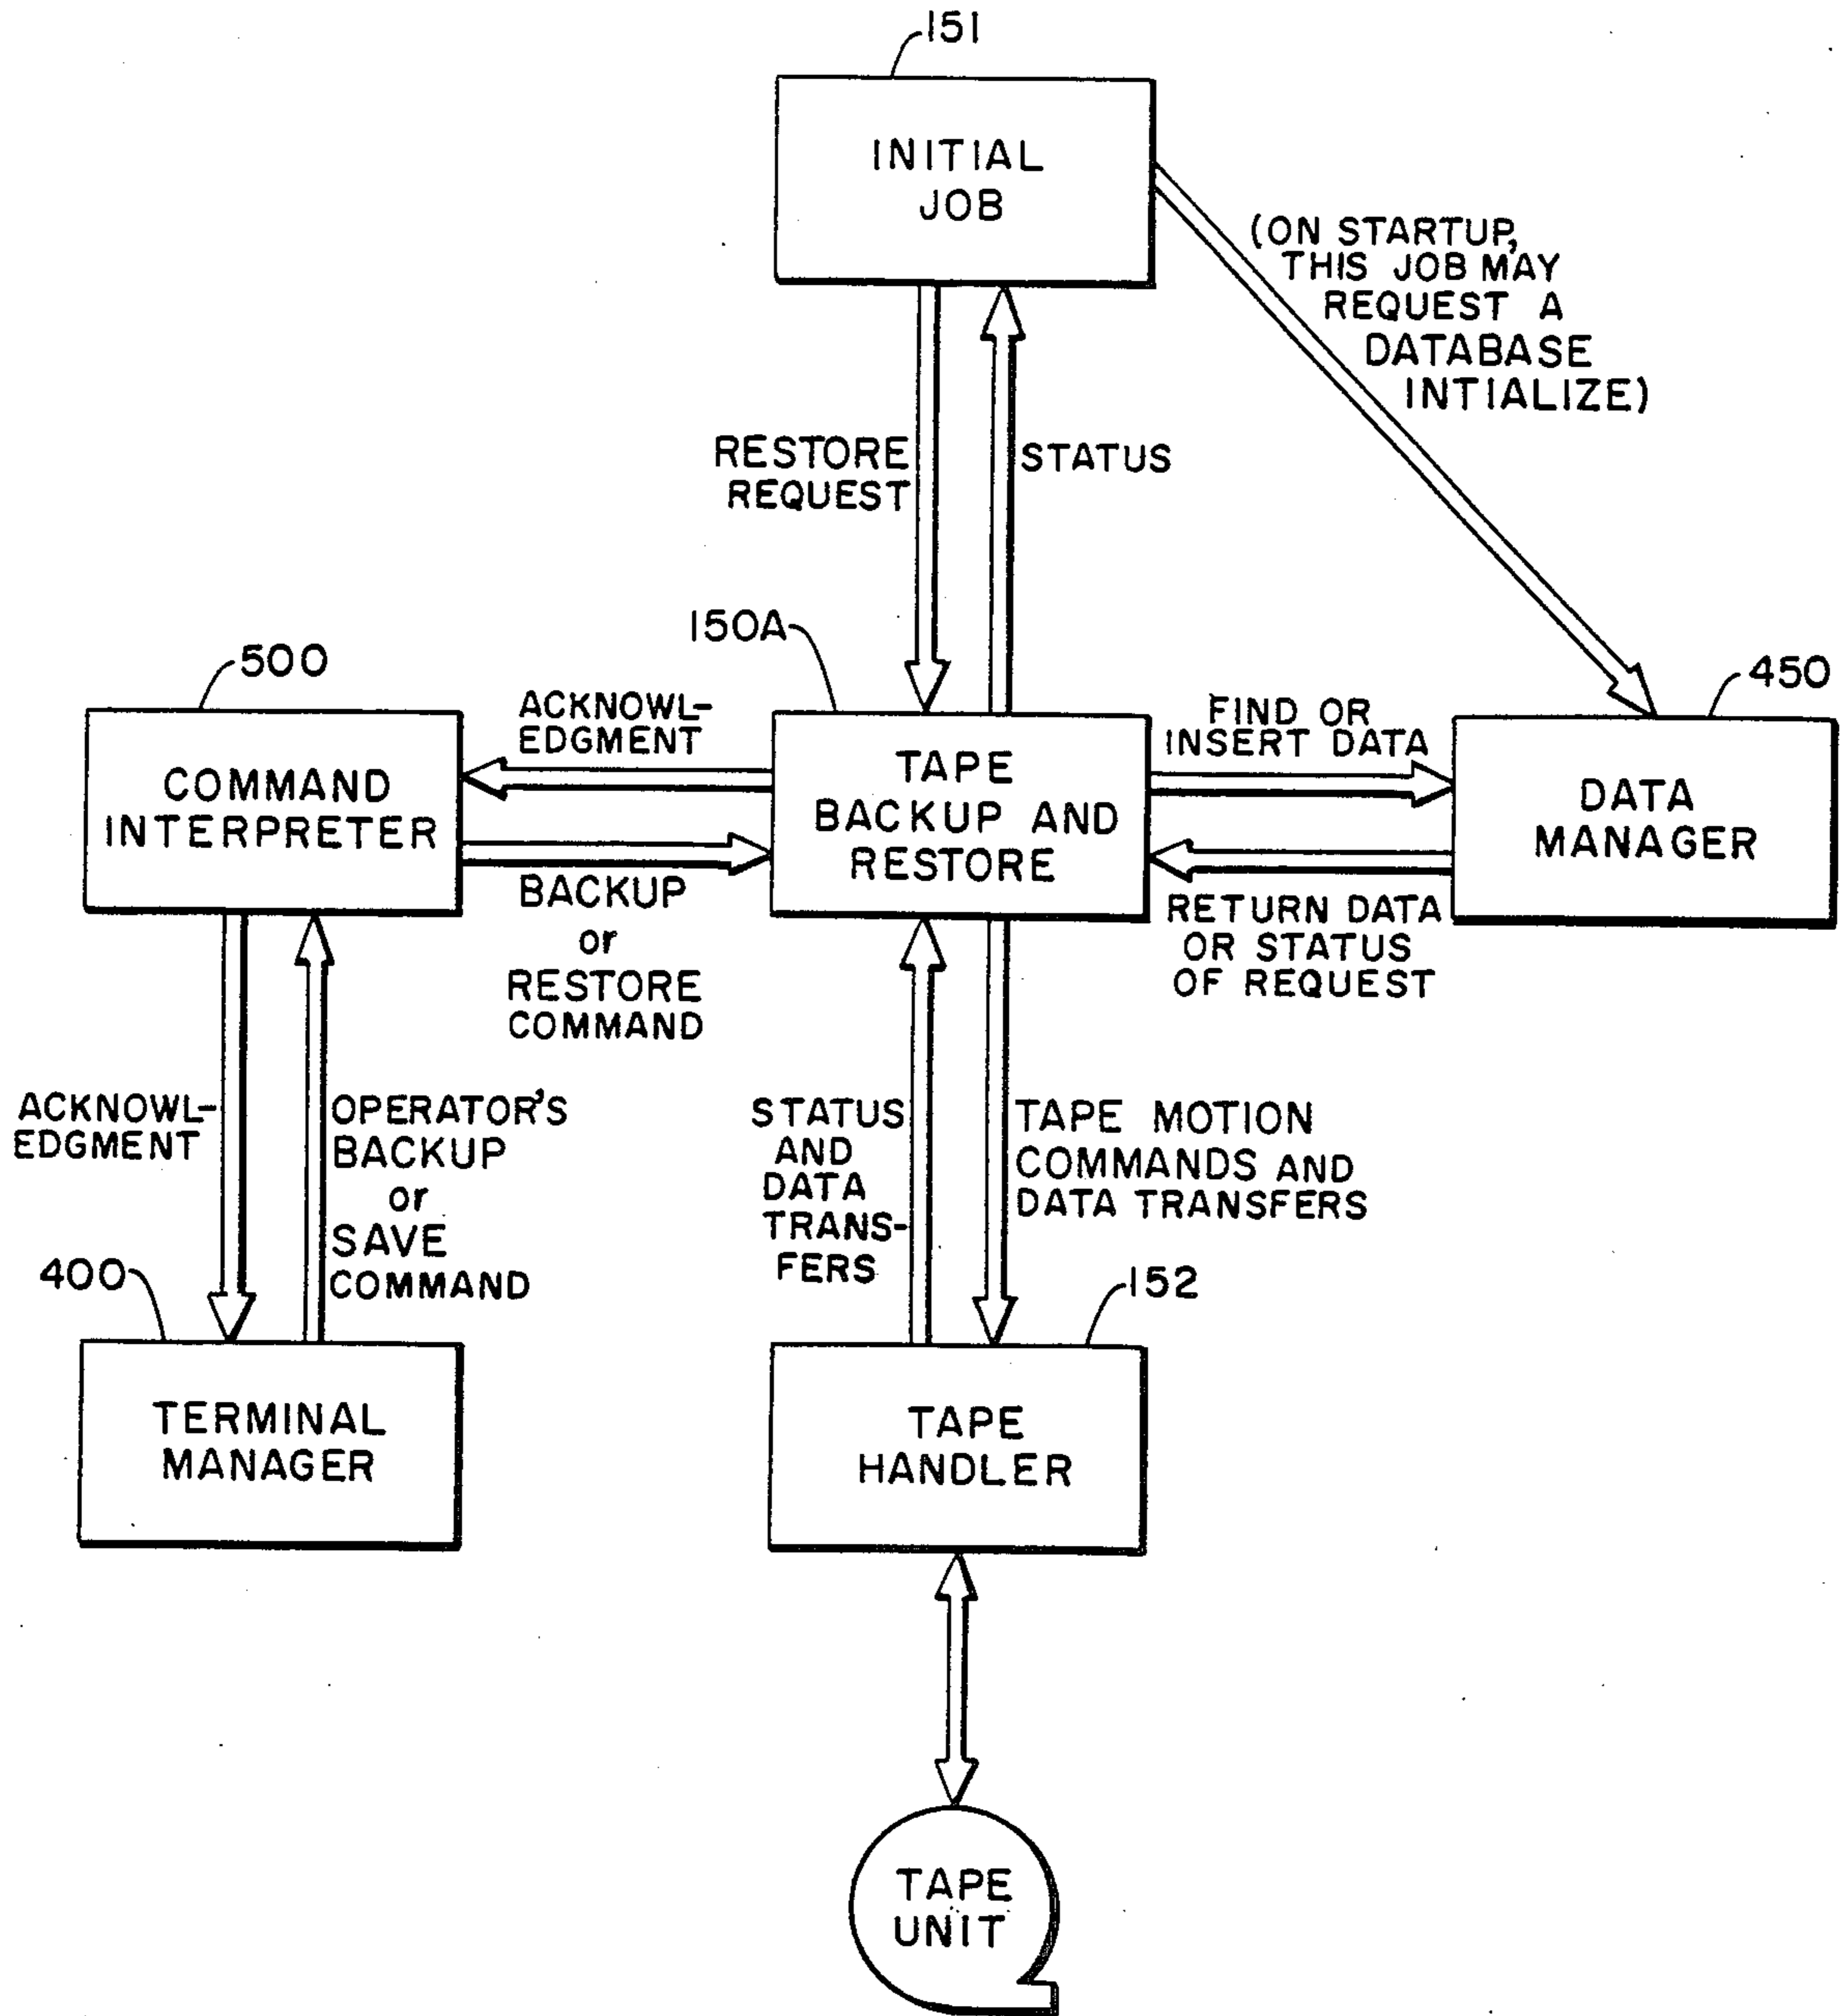 151
INITIAL
JOB
(ON STARTUP,
THIS JOB MAY
REQUEST A
DATABASE
INTIALIZE)
RESTORE
REQUEST
STATUS
150A
500
450
ACKNOWL-
EDGMENT
FIND OR
INSERT DATA
COMMAND
INTERPRETER
TAPE
BACKUP AND
RESTORE
DATA
MANAGER
BACKUP
or
RESTORE
COMMAND
RETURN DATA
OR STATUS
OF REQUEST
ACKNOWL-
EDGMENT
OPERATOR'S
BACKUP
or
SAVE
COMMAND
STATUS
AND
DATA
TRANS-
FERS
TAPE MOTION
COMMANDS AND
DATA TRANSFERS
400
152
TERMINAL
MANAGER
TAPE
HANDLER
TAPE
UNIT